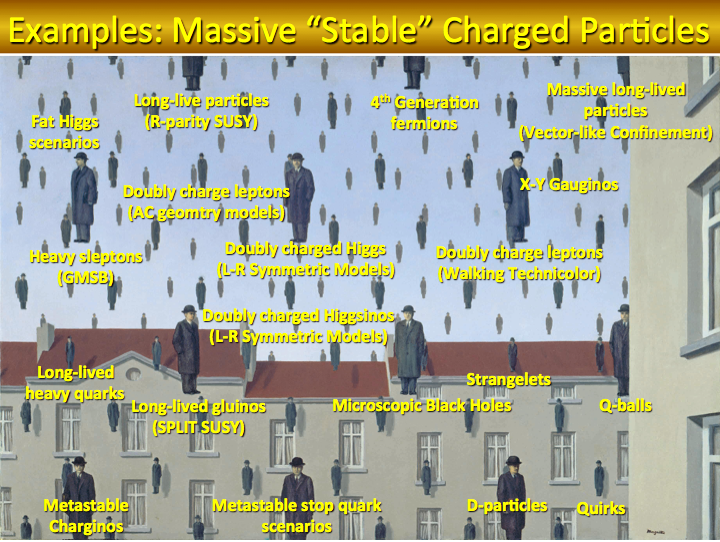 Examples: Massive “Stable” Charged Particles
Fat Higgs
scenarios
Long-live particles
(R-parity SUSY)
4th Generation
fermions
Massive long-lived
particles
(Vector-like Confinement)
Doubly charge leptons
(AC geomtry models)
X-Y Gauginos
Heavy sleptons
(GMSB)
Doubly charged Higgs
(L-R Symmetric Models)
Doubly charge leptons
(Walking Technicolor)
Doubly charged Higgsinos
(L-R Symmetric Models)
Long-lived
heavy quarks
Strangelets
Long-lived gluinos
(SPLIT SUSY)
Microscopic Black Holes
Q-balls
Metastable
Charginos
Metastable stop quark
scenarios
D-particles
Quirks